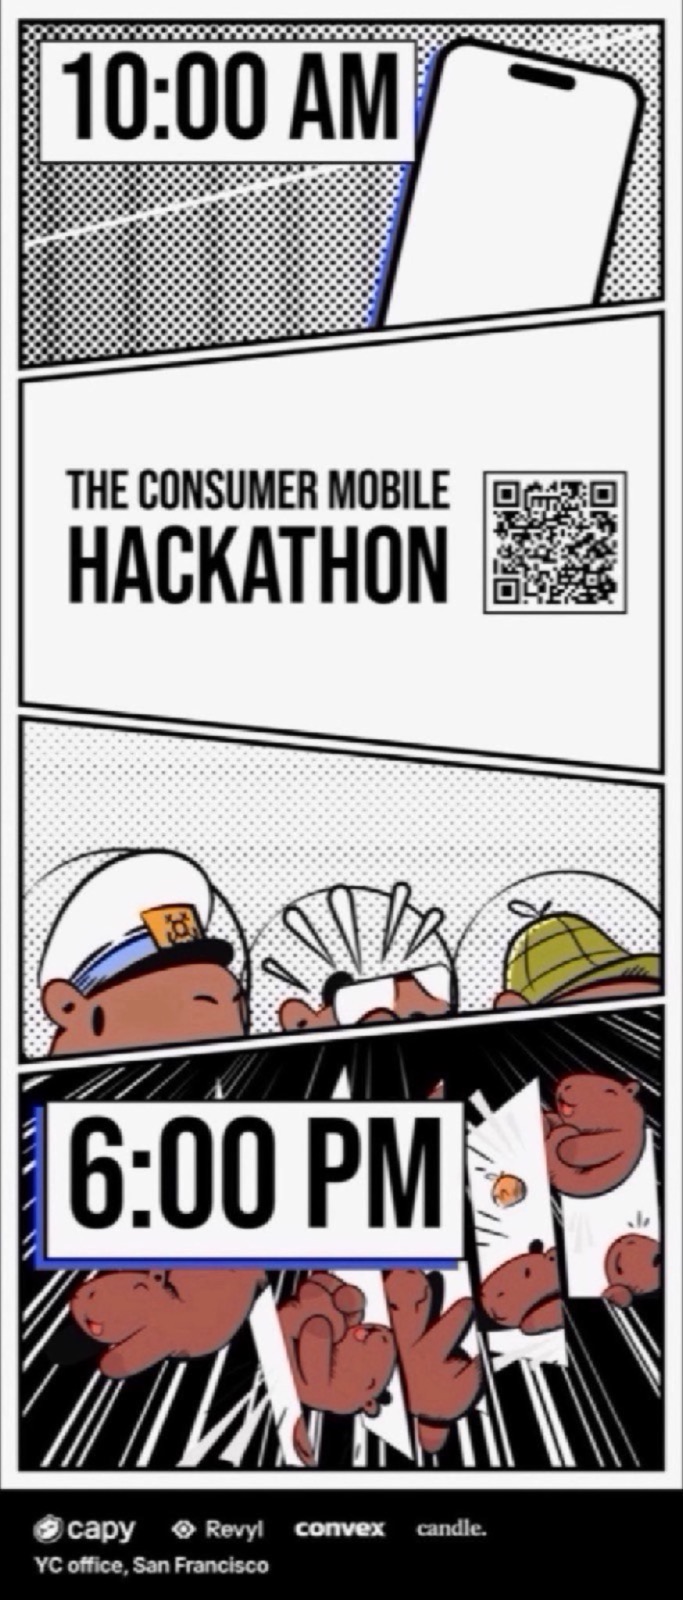 10:00 AM
THE CONSUMER MOBILE
HACKATHON
6:00 PM
capy Revyl convex candle.
YC office, San Francisco